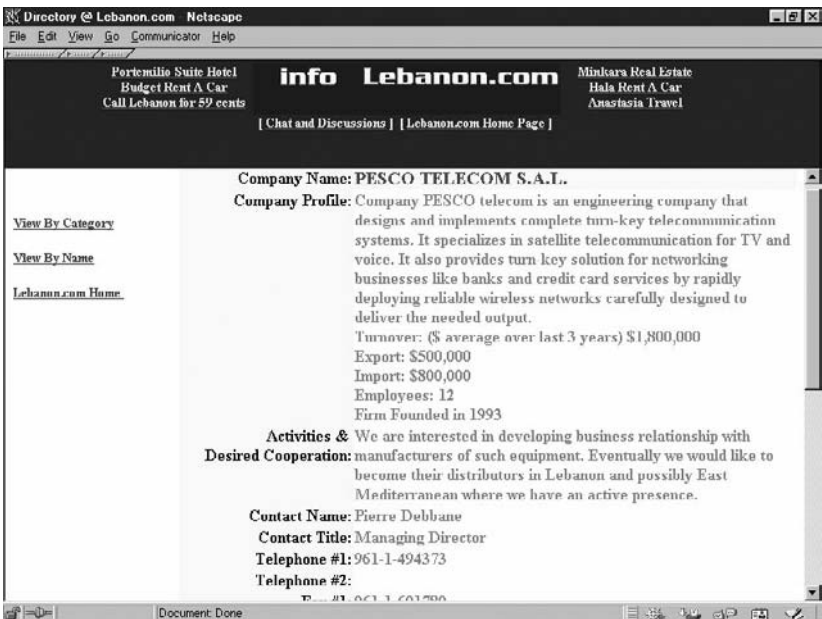 Directory @ Lebanon.com - Netscape
File Edit View Go Communicator Help
Portemilio Suite Hotel
Budget Rent A Car
Call Lebanon for 59 cents
info Lebanon.com
Minkara Real Estate
Hala Rent A Car
Anastasia Travel
[ Chat and Discussions ] [ Lebanon.com Home Page ]
View By Category
View By Name
Lebanon.com Home
Company Name: PESCO TELECOM S.A.L.
Company Profile: Company PESCO telecom is an engineering company that
designs and implements complete turn-key telecommunication
systems. It specializes in satellite telecommunication for TV and
voice. It also provides turn-key solution for networking
businesses like banks and credit card services by rapidly
deploying reliable wireless networks carefully designed to
deliver the needed output.
Turnover: ($ average over last 3 years) $1,800,000
Export: $500,000
Import: $800,000
Employees: 12
Firm Founded in 1993
Activities & We are interested in developing business relationship with
Desired Cooperation: manufacturers of such equipment. Eventually we would like to
become their distributors in Lebanon and possibly East
Mediterranean where we have an active presence.
Contact Name: Pierre Debbane
Contact Title: Managing Director
Telephone #1: 961-1-494373
Telephone #2:
Fax #1: 961-1-601780
Document: Done